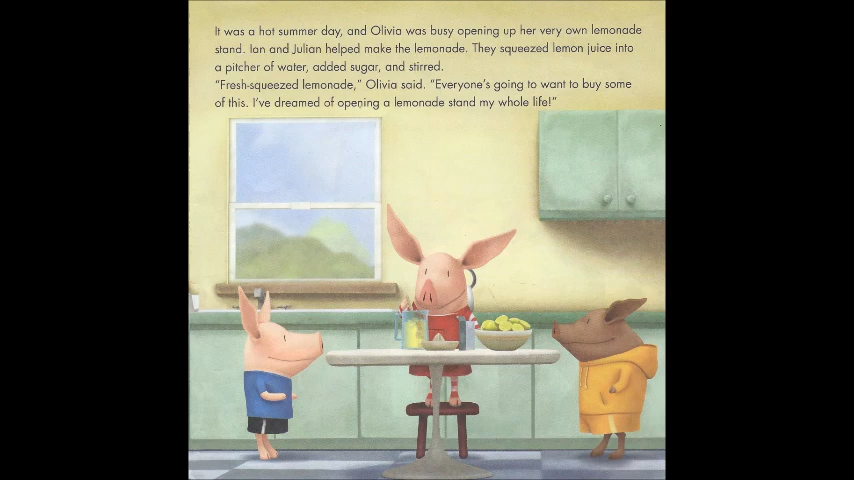 It was a hot summer day, and Olivia was busy opening up her very own lemonade
stand. Ian and Julian helped make the lemonade. They squeezed lemon juice into
a pitcher of water, added sugar, and stirred.
“Fresh-squeezed lemonade,” Olivia said. “Everyone’s going to want to buy some
of this. I’ve dreamed of opening a lemonade stand my whole life!”